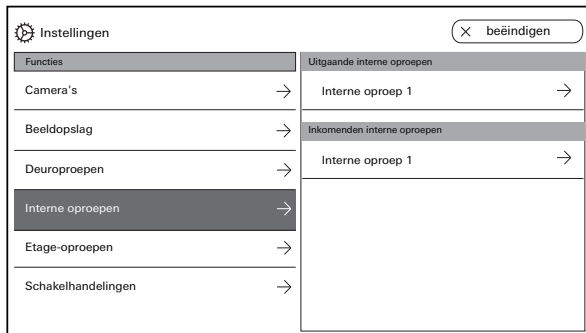 Instellingen
beëindigen
Functies
Camera's
Beeldopslag
Deuroproepen
Interne oproepen
Etage-oproepen
Schakelhandelingen
Uitgaande interne oproepen
Interne oproep 1
Inkomenden interne oproepen
Interne oproep 1